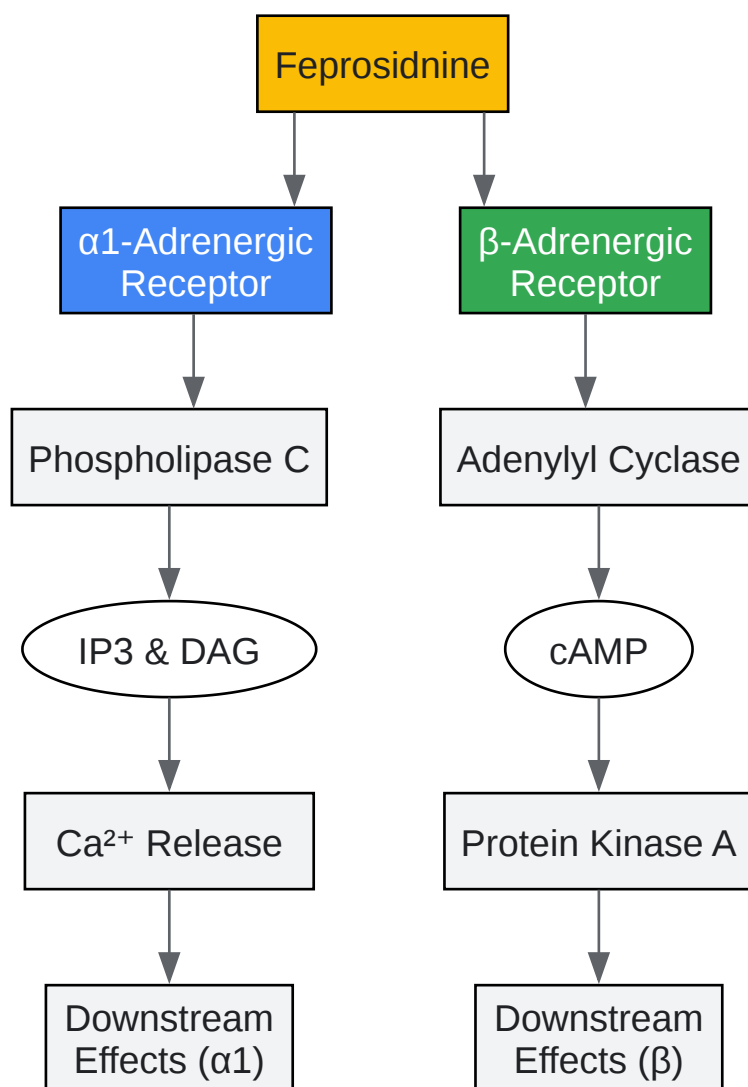 Feprosidnine
α1-Adrenergic
Receptor
β-Adrenergic
Receptor
Phospholipase C
Adenylyl Cyclase
IP3 & DAG
cAMP
Ca²⁺ Release
Protein Kinase A
Downstream
Effects (α1)
Downstream
Effects (β)